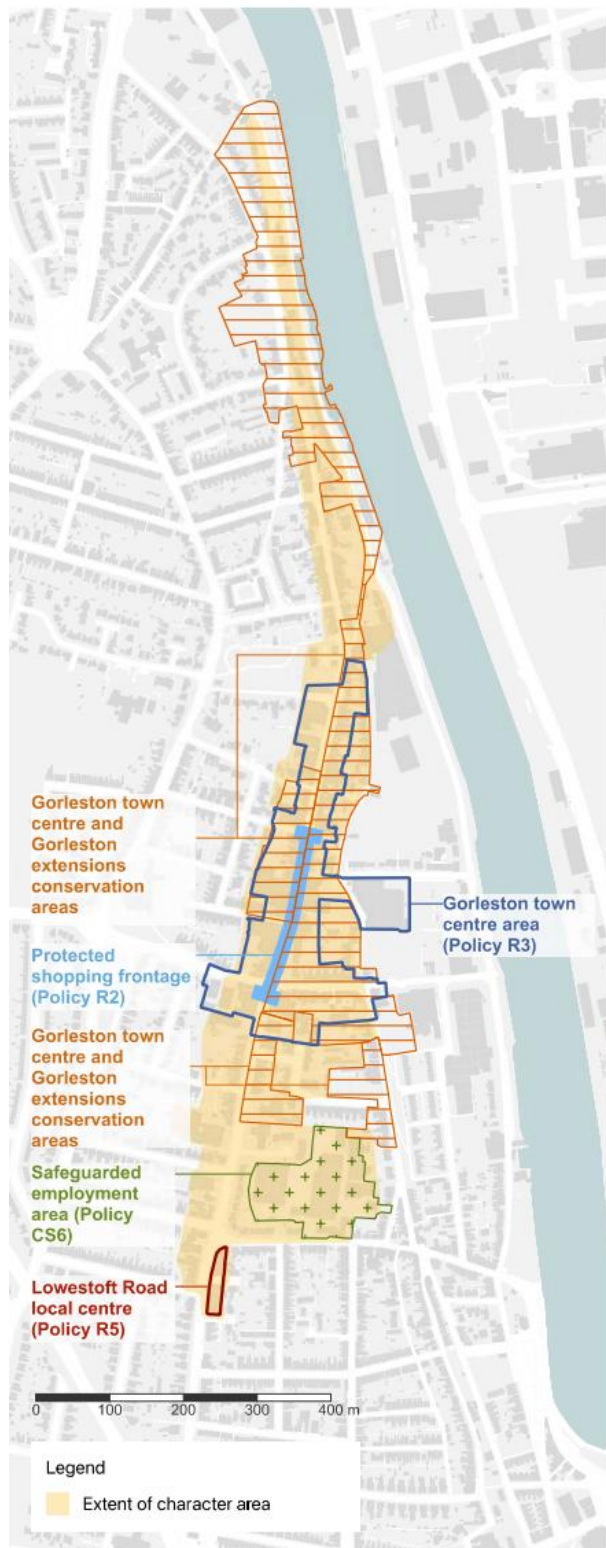 Gorleston town
centre and
Gorleston
extensions
conservation
areas
Gorleston town
centre area
(Policy R3)
Protected
shopping frontage
(Policy R2)
Gorleston town
centre and
Gorleston
extensions
conservation
areas
Safeguarded
employment
area (Policy
CS6)
Lowestoft Road
local centre
(Policy R5)
0 100 200 300 400 m
Legend
Extent of character area